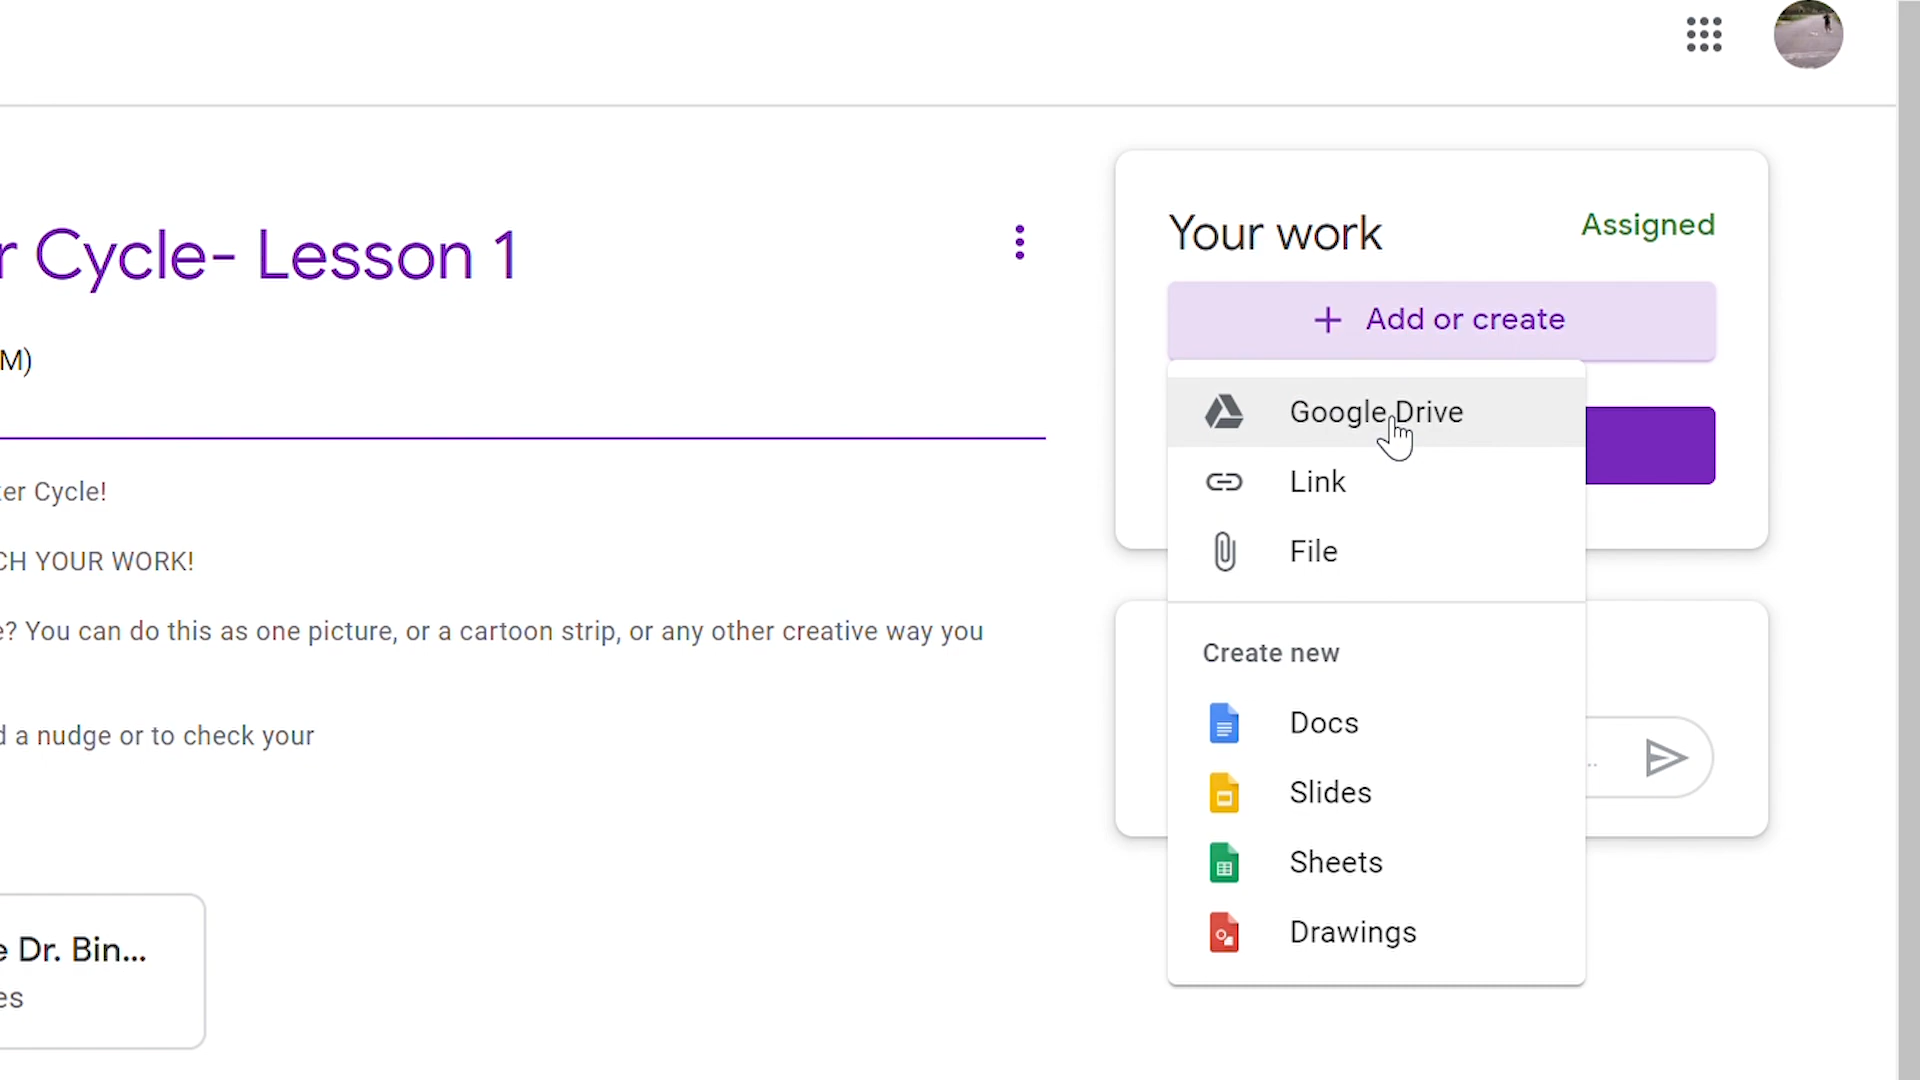 r Cycle- Lesson 1
M)
ter Cycle!
CH YOUR WORK!
e? You can do this as one picture, or a cartoon strip, or any other creative way you
d a nudge or to check your
e Dr. Bin...
es
Your work
Assigned
+ Add or create
Google Drive
Link
File
Create new
Docs
Slides
Sheets
Drawings